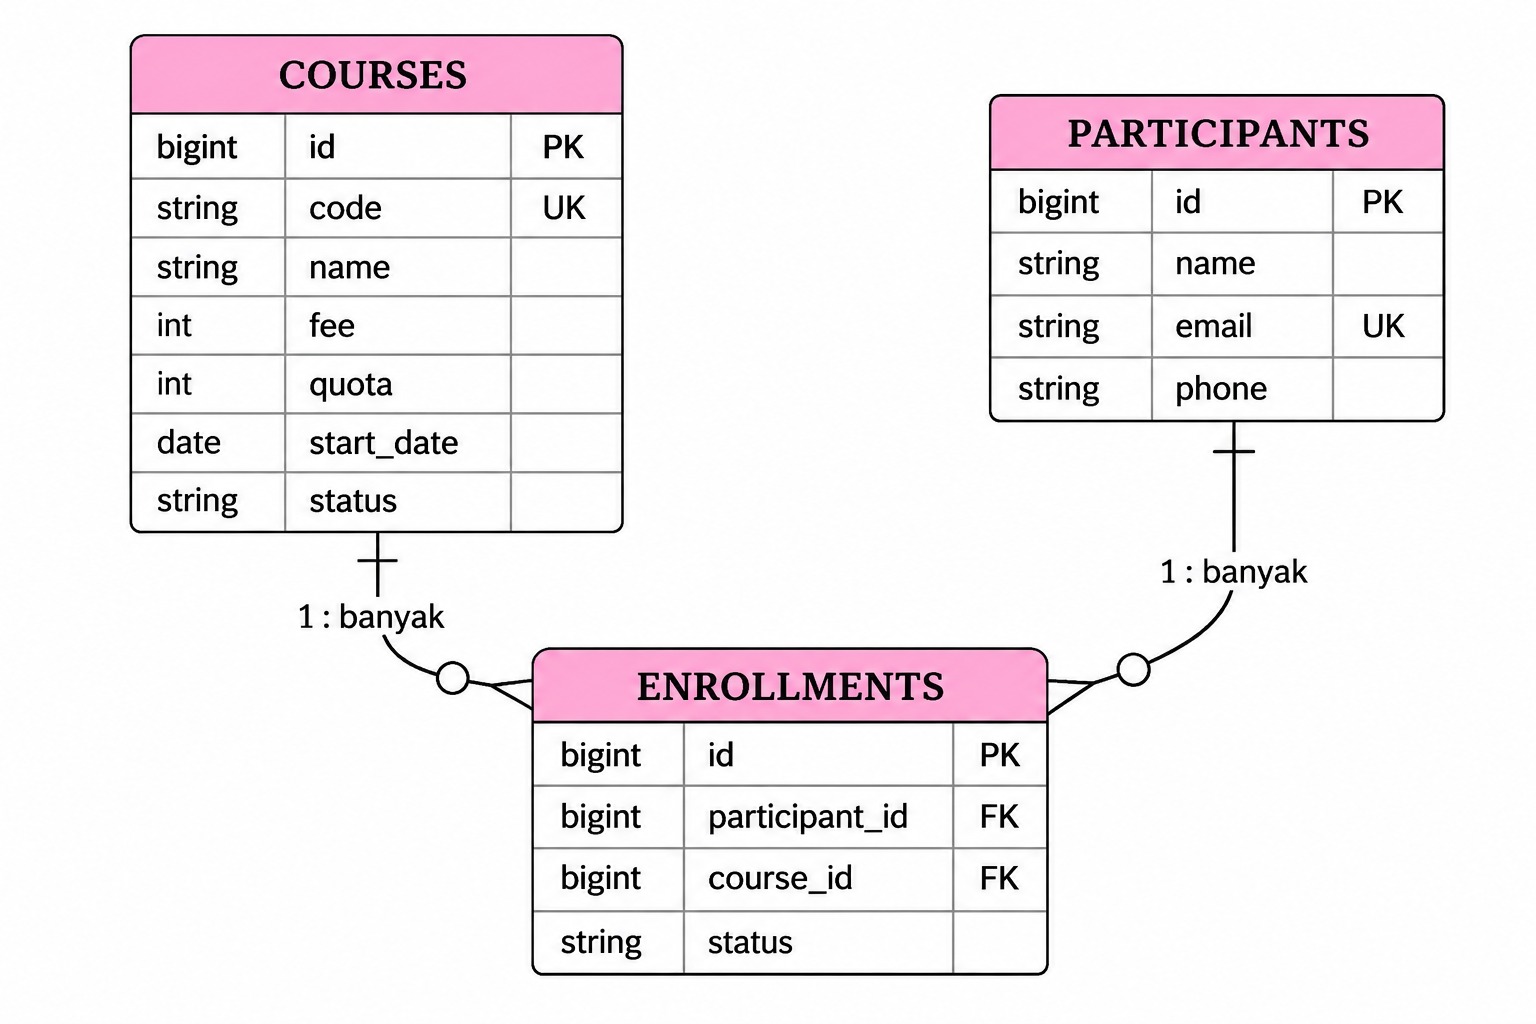 COURSES
bigint id PK
string code UK
string name
int fee
int quota
date start_date
string status
1 : banyak
PARTICIPANTS
bigint id PK
string name
string email UK
string phone
1 : banyak
ENROLLMENTS
bigint id PK
bigint participant_id FK
bigint course_id FK
string status